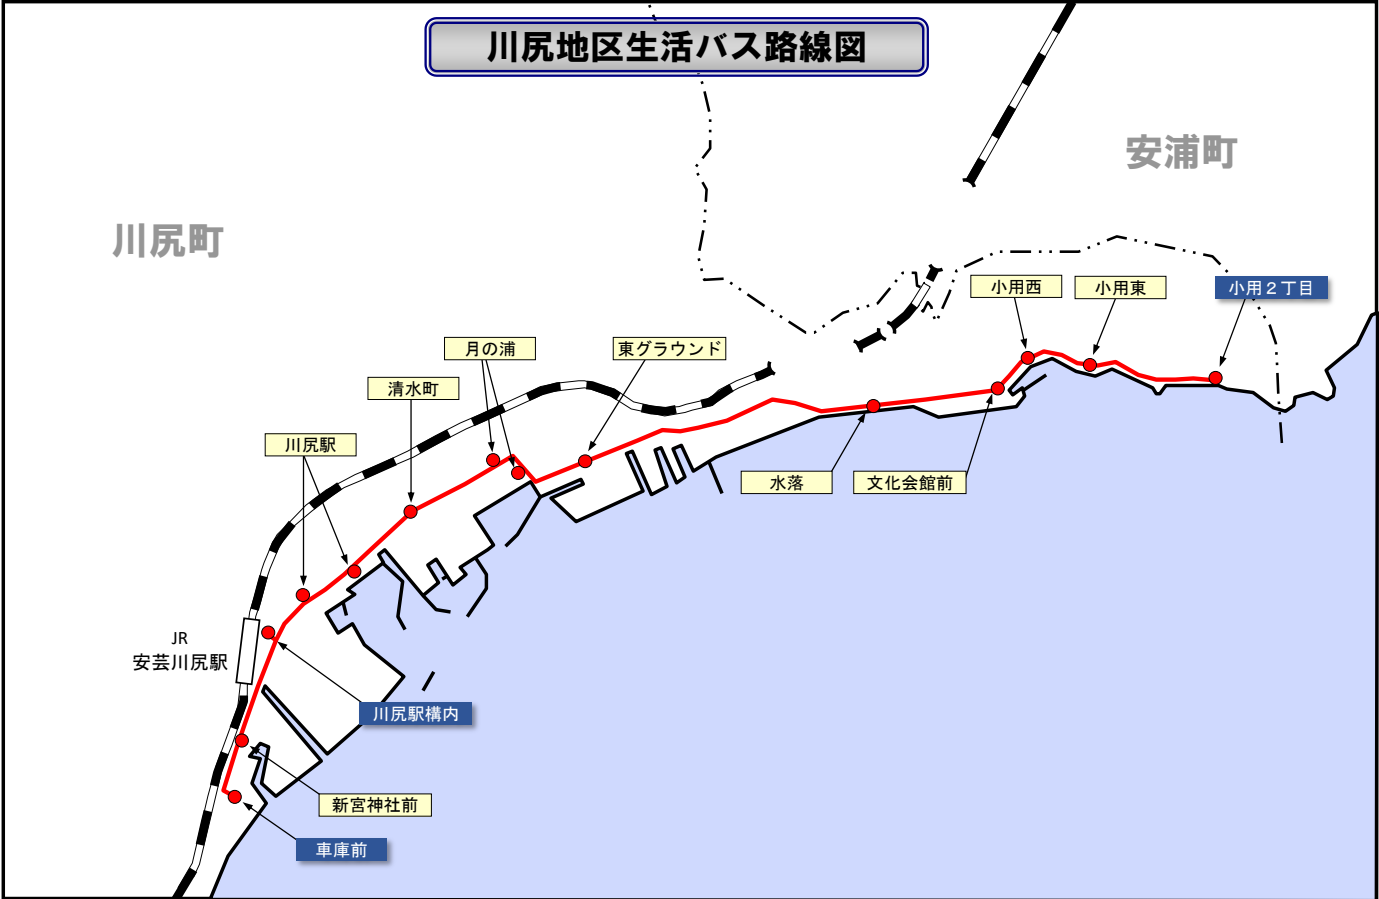 川尻地区生活バス路線図
安浦町
川尻町
小用西
小用東
小用２丁目
月の浦
東グラウンド
清水町
川尻駅
水落
文化会館前
JR
安芸川尻駅
川尻駅構内
新宮神社前
車庫前